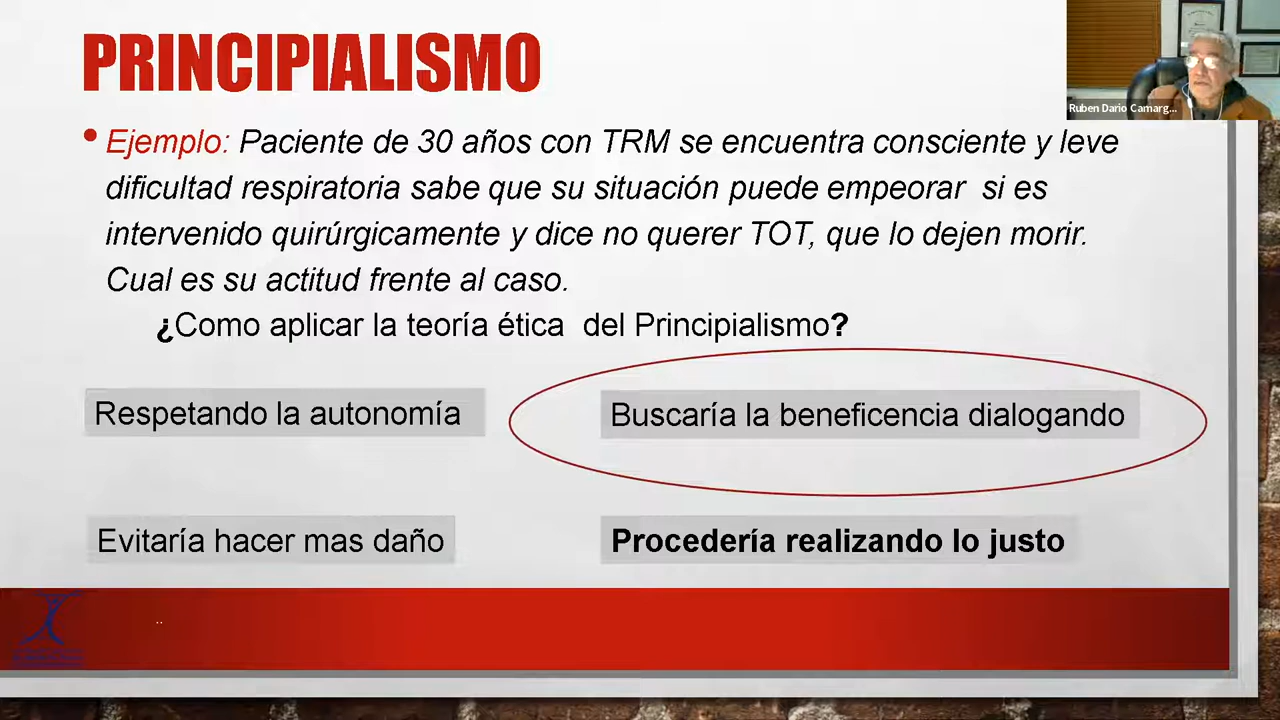 PRINCIPIALISMO
Ruben Dario Camarg...
• Ejemplo: Paciente de 30 años con TRM se encuentra consciente y leve
dificultad respiratoria sabe que su situación puede empeorar si es
intervenido quirúrgicamente y dice no querer TOT, que lo dejen morir.
Cual es su actitud frente al caso.
¿Como aplicar la teoría ética del Principialismo?
Respetando la autonomía
Buscaría la beneficencia dialogando
Evitaría hacer mas daño
Procedería realizando lo justo
..